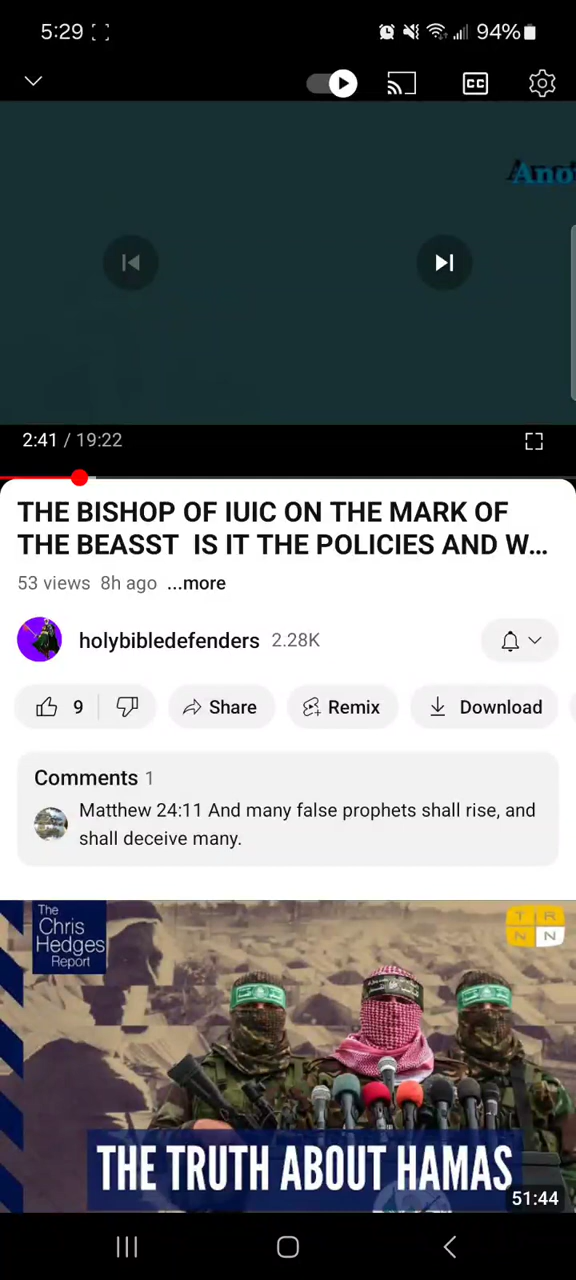 5:29
94%
CC
Ano
2:41 / 19:22
THE BISHOP OF IUIC ON THE MARK OF
THE BEASST IS IT THE POLICIES AND W...
53 views 8h ago ...more
holybibledefenders 2.28K
9 Share Remix Download
Comments 1
Matthew 24:11 And many false prophets shall rise, and
shall deceive many.
The
Chris
Hedges
Report
T R
N N
THE TRUTH ABOUT HAMAS
51:44